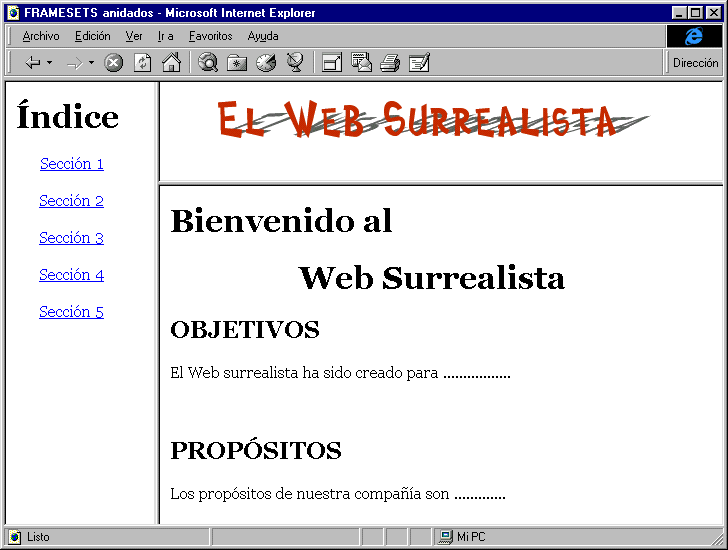 FRAMESETS anidados - Microsoft Internet Explorer
Archivo Edición Ver Ir a Favoritos Ayuda
Dirección
Índice
Sección 1
Sección 2
Sección 3
Sección 4
Sección 5
El Web Surrealista
Bienvenido al
Web Surrealista
OBJETIVOS
El Web surrealista ha sido creado para .................
PROPÓSITOS
Los propósitos de nuestra compañía son .............
Listo
Mi PC